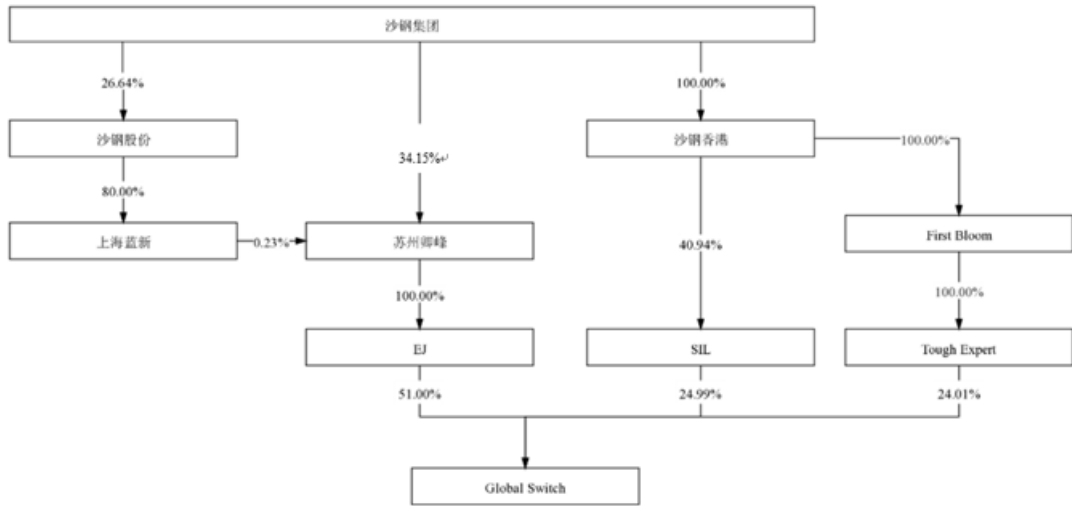 沙钢集团
26.64%
100.00%
沙钢股份
沙钢香港
100.00%
34.15%↵
80.00%
上海蓝新
0.23%
苏州卿峰
40.94%
First Bloom
100.00%
100.00%
EJ
SIL
Tough Expert
51.00%
24.99%
24.01%
Global Switch